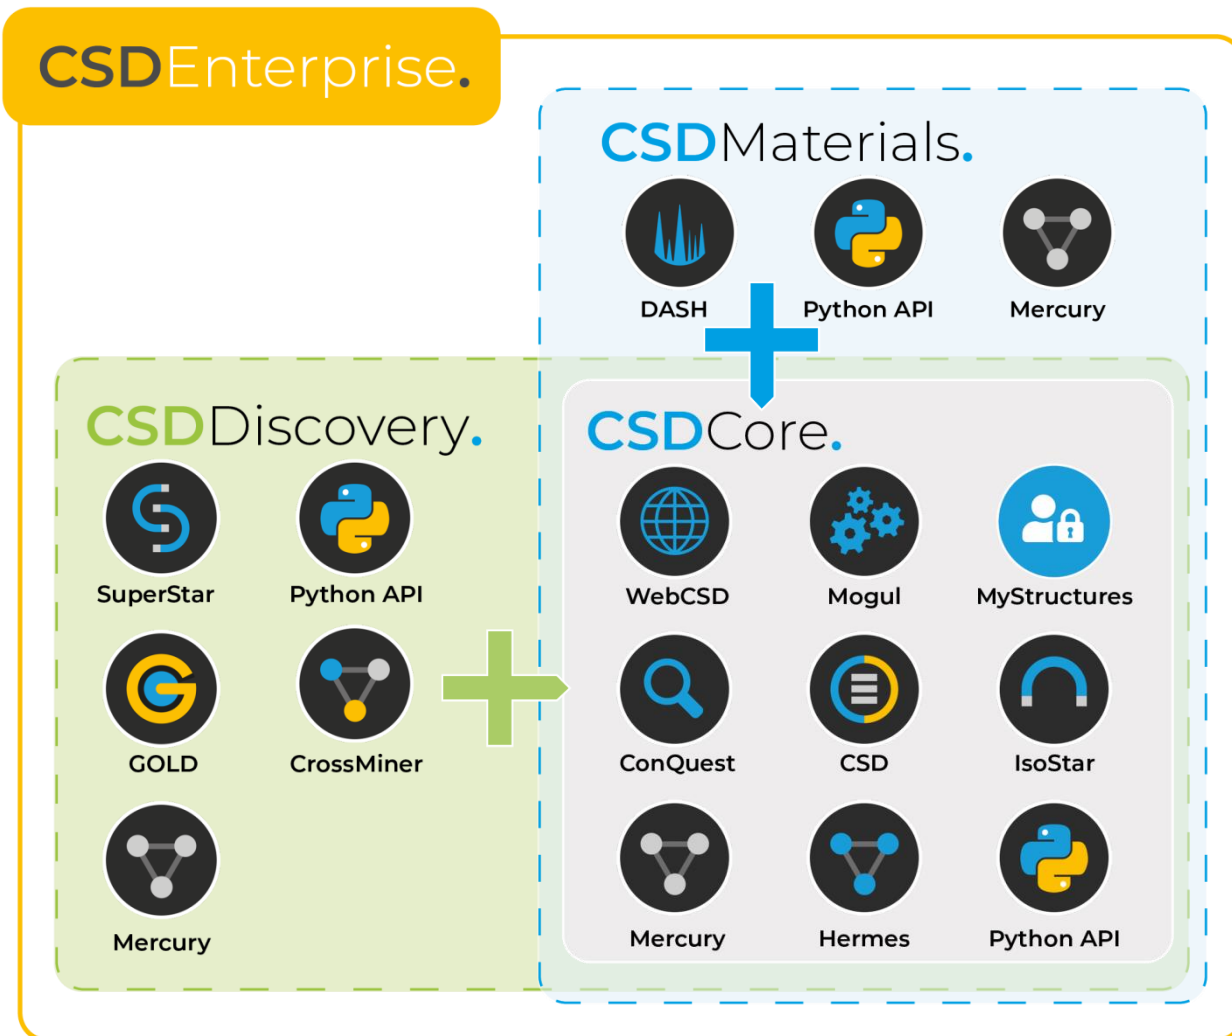 CSDEnterprise.
CSDMaterials.
DASH
Python API
Mercury
CSDDiscovery.
SuperStar
Python API
GOLD
CrossMiner
Mercury
CSDCore.
WebCSD
Mogul
MyStructures
ConQuest
CSD
IsoStar
Mercury
Hermes
Python API